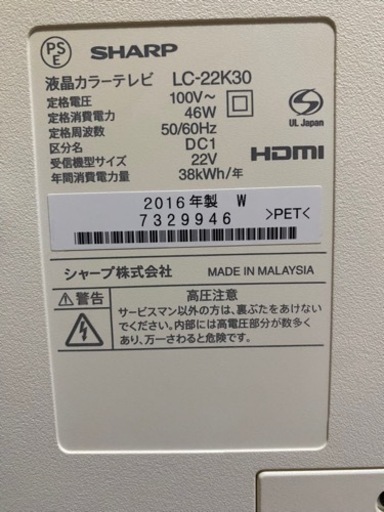 PS
E
SHARP
液晶カラーテレビ LC-22K30
定格電圧 100V~
定格消費電力 46W
定格周波数 50/60Hz
区分名 DC1
受信機型サイズ 22V
年間消費電力量 38kWh/年
UL Japan
HDMI
2016年製 W
7329946
>PET<
シャープ株式会社 MADE IN MALAYSIA
警告 高圧注意
サービスマン以外の方は、裏ぶたをあけない
でください。内部には高電圧部分が数多く
あり、万一さわると危険です。